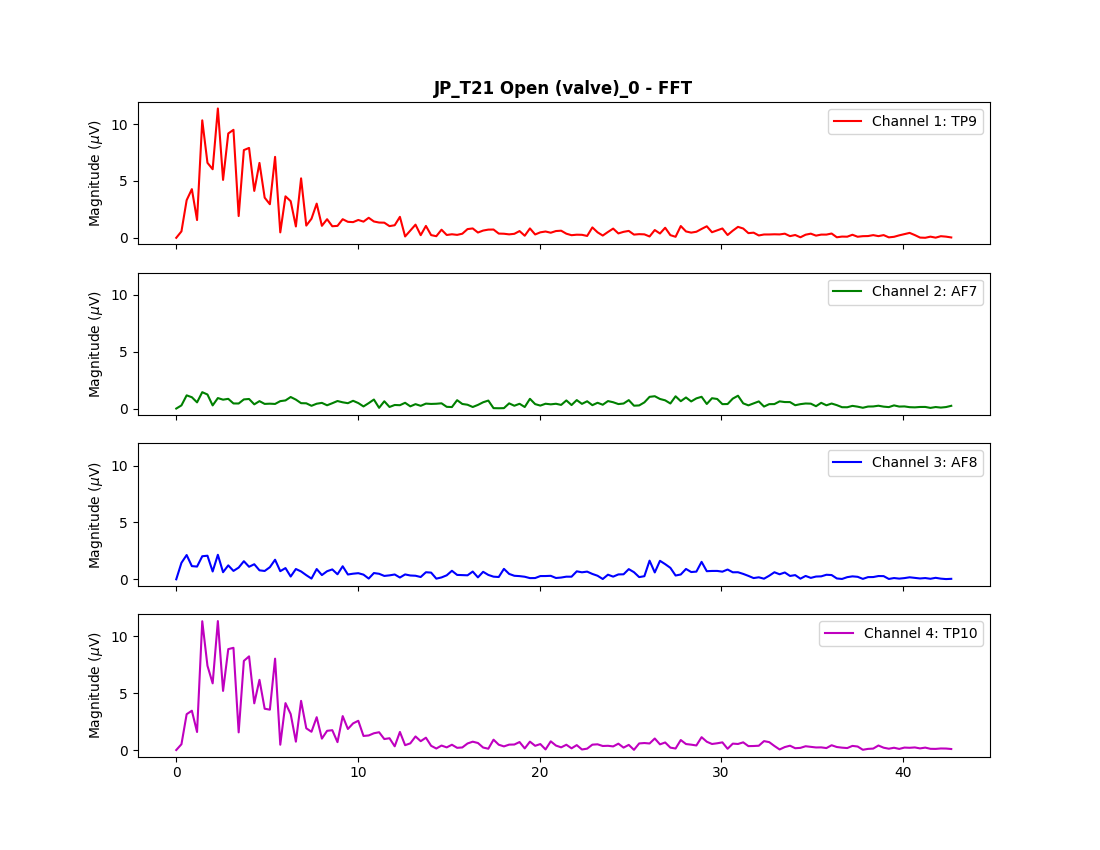 JP_T21 Open (valve)_0 - FFT
10
5
0
Magnitude (μV)
Channel 1: TP9
10
5
0
Magnitude (μV)
Channel 2: AF7
10
5
0
Magnitude (μV)
Channel 3: AF8
10
5
0
Magnitude (μV)
Channel 4: TP10
0 10 20 30 40